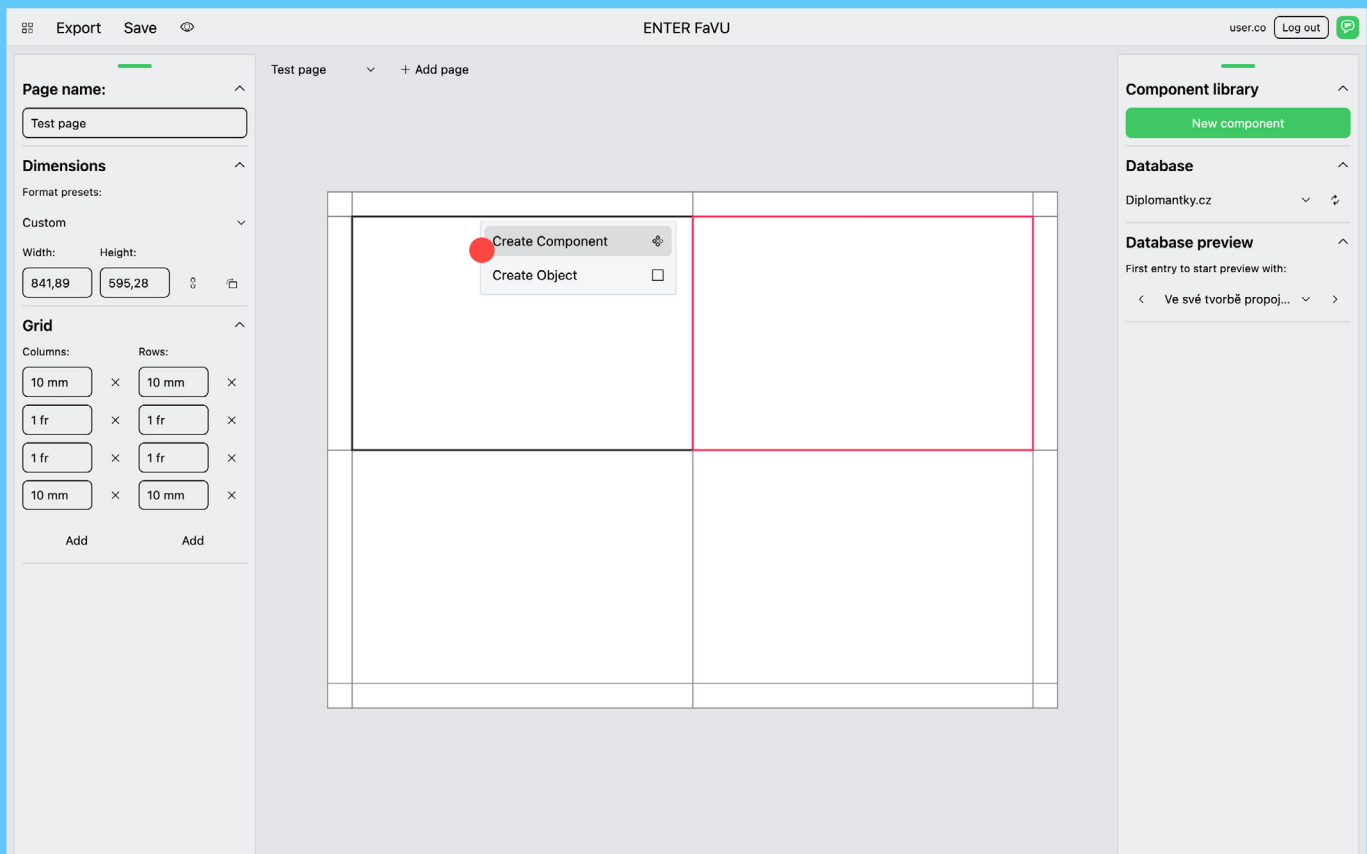 Export Save ENTER FaVU user.co Log out
Test page + Add page
Page name:
Test page
Dimensions
Format presets:
Custom
Width: Height:
841,89 595,28
Grid
Columns: Rows:
10 mm 10 mm
1 fr 1 fr
1 fr 1 fr
10 mm 10 mm
Add Add
Create Component
Create Object
Component library
New component
Database
Diplomantky.cz
Database preview
First entry to start preview with:
Ve své tvorbě propoj...